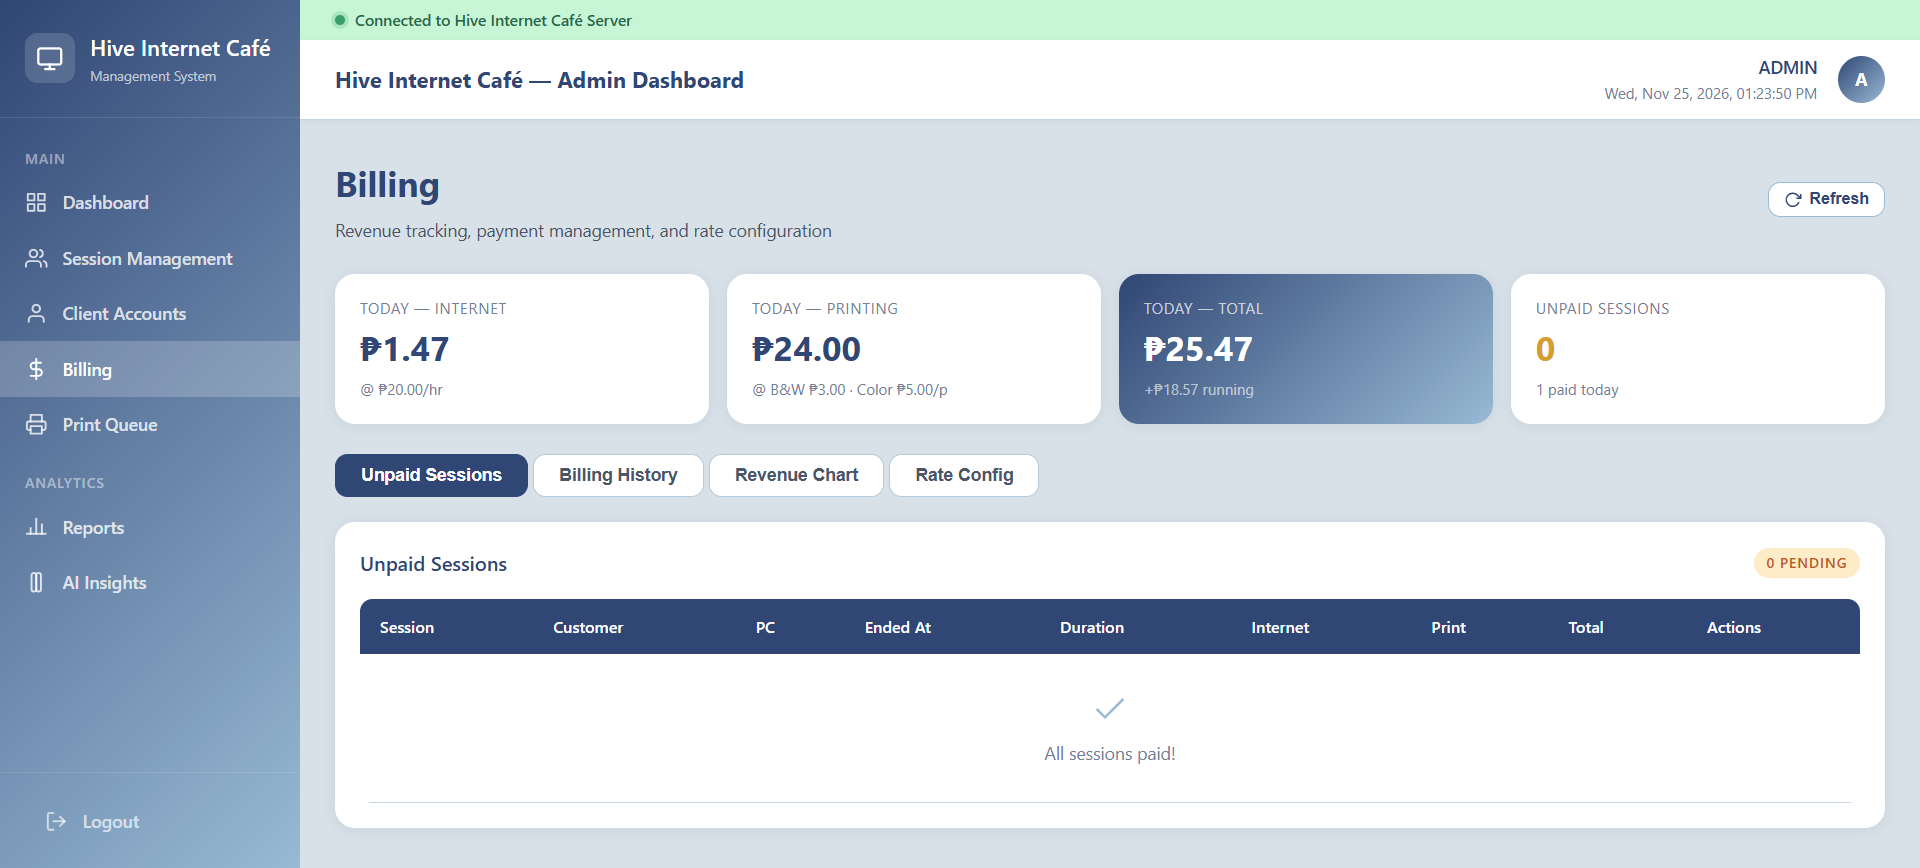 Hive Internet Café
Management System
MAIN
Dashboard
Session Management
Client Accounts
Billing
Print Queue
ANALYTICS
Reports
AI Insights
Logout
Connected to Hive Internet Café Server
Hive Internet Café — Admin Dashboard
ADMIN
Wed, Nov 25, 2026, 01:23:50 PM
A
Billing
Revenue tracking, payment management, and rate configuration
Refresh
TODAY — INTERNET
₱1.47
@ ₱20.00/hr
TODAY — PRINTING
₱24.00
@ B&W ₱3.00 · Color ₱5.00/p
TODAY — TOTAL
₱25.47
+₱18.57 running
UNPAID SESSIONS
0
1 paid today
Unpaid Sessions Billing History Revenue Chart Rate Config
Unpaid Sessions
0 PENDING
Session Customer PC Ended At Duration Internet Print Total Actions
All sessions paid!